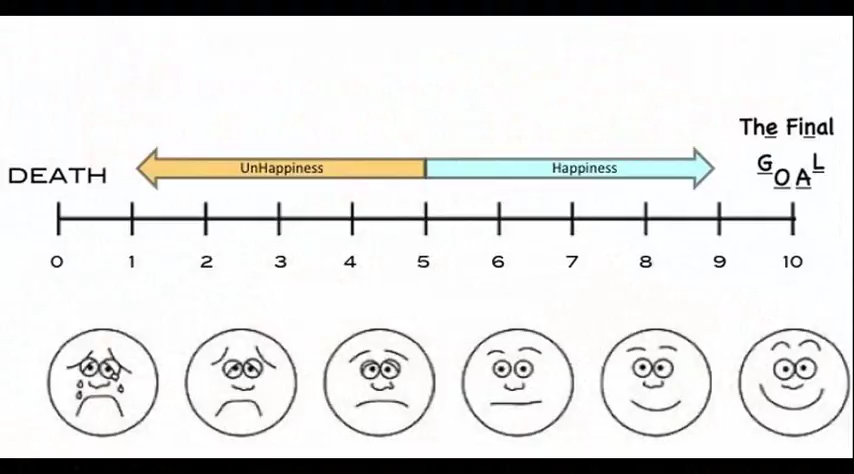 The Final
GOAL
DEATH
UnHappiness
Happiness
0 1 2 3 4 5 6 7 8 9 10